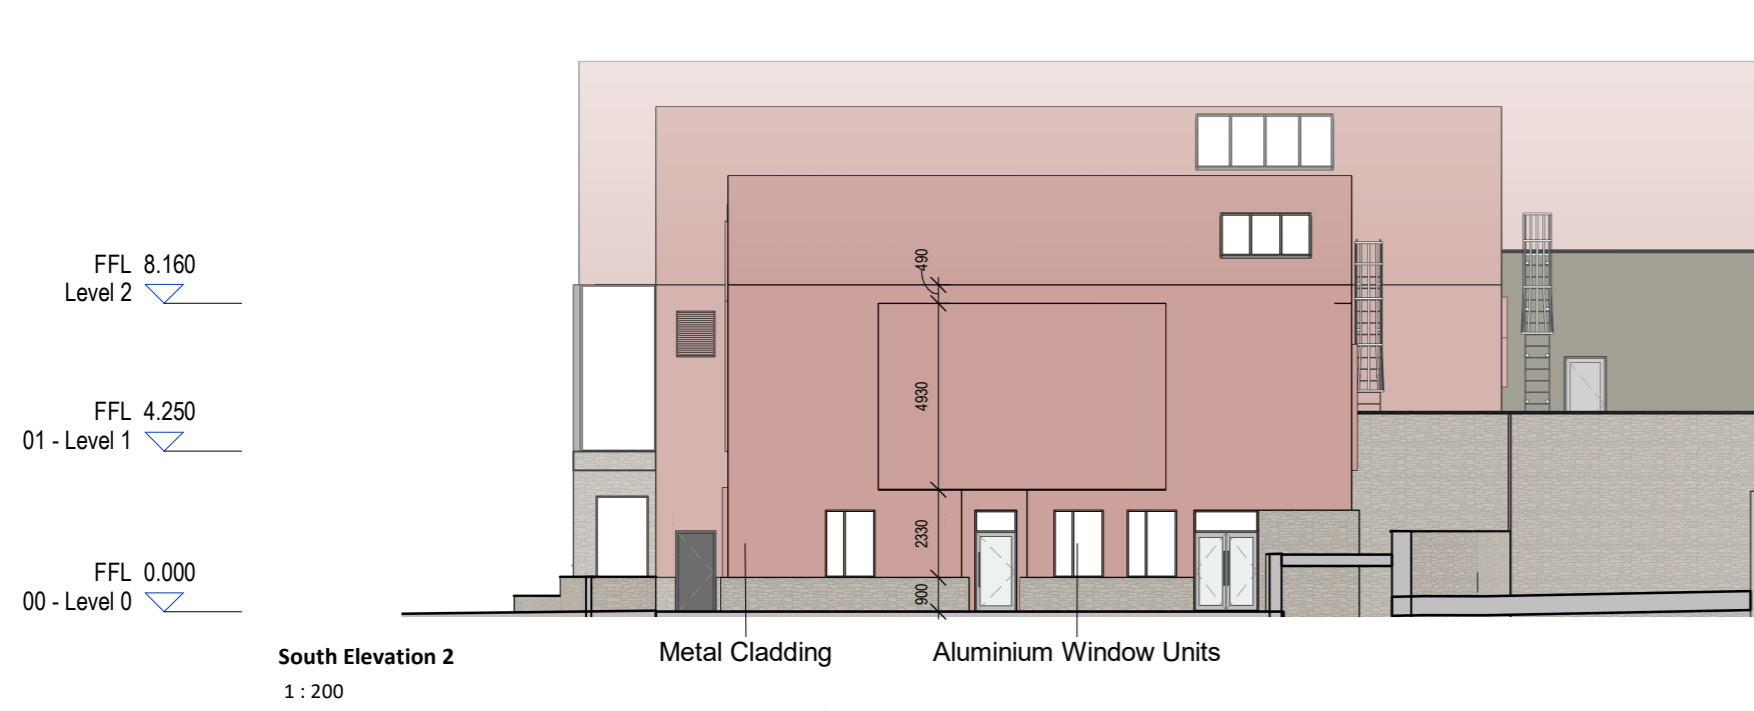 FFL 8.160
Level 2
FFL 4.250
01 - Level 1
FFL 0.000
00 - Level 0
490
4930
2330
900
Metal Cladding
Aluminium Window Units
South Elevation 2
1 : 200